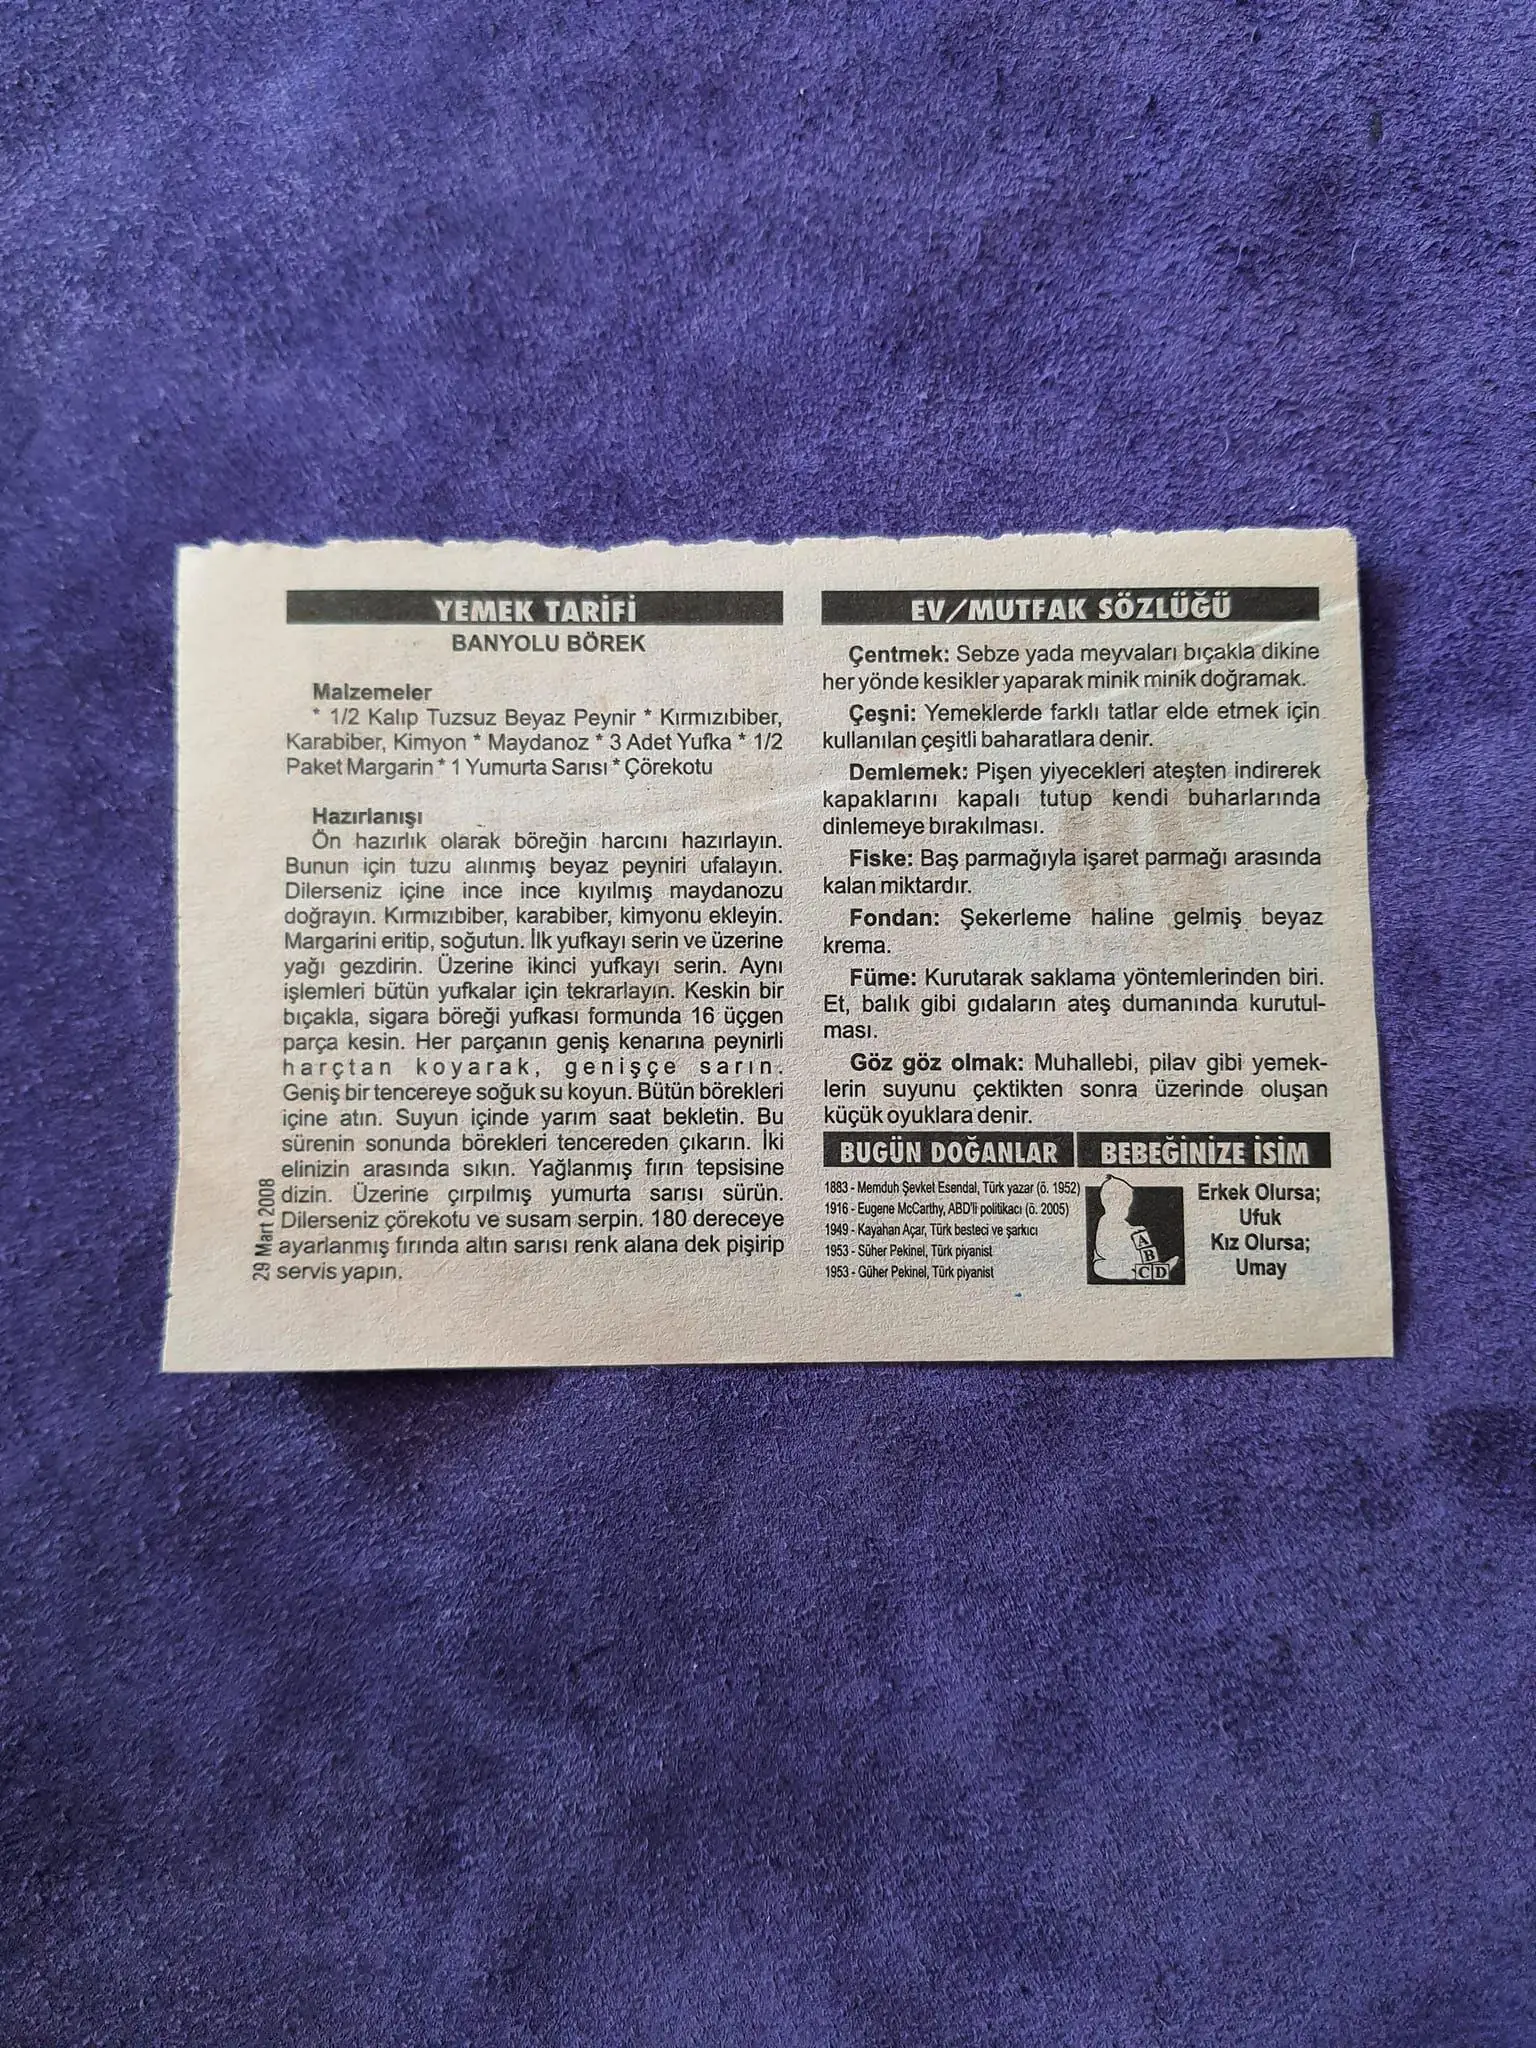 YEMEK TARİFİ
BANYOLU BÖREK
Malzemeler
* 1/2 Kalıp Tuzsuz Beyaz Peynir * Kırmızıbiber,
Karabiber, Kimyon * Maydanoz * 3 Adet Yufka * 1/2
Paket Margarin * 1 Yumurta Sarısı * Çörekotu
Hazırlanışı
Ön hazırlık olarak böreğin harcını hazırlayın.
Bunun için tuzu alınmış beyaz peyniri ufalayın.
Dilerseniz içine ince ince kıyılmış maydanozu
doğrayın. Kırmızıbiber, karabiber, kimyonu ekleyin.
Margarini eritip, soğutun. İlk yufkayı serin ve üzerine
yağı gezdirin. Üzerine ikinci yufkayı serin. Aynı
işlemleri bütün yufkalar için tekrarlayın. Keskin bir
bıçakla, sigara böreği yufkası formunda 16 üçgen
parça kesin. Her parçanın geniş kenarına peynirli
harçtan koyarak, genişçe sarın.
Geniş bir tencereye soğuk su koyun. Bütün börekleri
içine atın. Suyun içinde yarım saat bekletin. Bu
sürenin sonunda börekleri tencereden çıkarın. İki
elinizin arasında sıkın. Yağlanmış fırın tepsisine
dizin. Üzerine çırpılmış yumurta sarısı sürün.
Dilerseniz çörekotu ve susam serpin. 180 dereceye
ayarlanmış fırında altın sarısı renk alana dek pişirip
servis yapın.
29 Mart 2008
EV/MUTFAK SÖZLÜĞÜ
Çentmek: Sebze yada meyvaları bıçakla dikine
her yönde kesikler yaparak minik minik doğramak.
Çeşni: Yemeklerde farklı tatlar elde etmek için
kullanılan çeşitli baharatlara denir.
Demlemek: Pişen yiyecekleri ateşten indirerek
kapaklarını kapalı tutup kendi buharlarında
dinlemeye bırakılması.
Fiske: Baş parmağıyla işaret parmağı arasında
kalan miktardır.
Fondan: Şekerleme haline gelmiş beyaz
krema.
Füme: Kurutarak saklama yöntemlerinden biri.
Et, balık gibi gıdaların ateş dumanında kurutul-
ması.
Göz göz olmak: Muhallebi, pilav gibi yemek-
lerin suyunu çektikten sonra üzerinde oluşan
küçük oyuklara denir.
BUGÜN DOĞANLAR
1883 - Memduh Şevket Esendal, Türk yazar (ö. 1952)
1916 - Eugene McCarthy, ABD'li politikacı (ö. 2005)
1949 - Kayahan Açar, Türk besteci ve şarkıcı
1953 - Süher Pekinel, Türk piyanist
1953 - Güher Pekinel, Türk piyanist
BEBEĞİNİZE İSİM
A
B
C D
Erkek Olursa;
Ufuk
Kız Olursa;
Umay